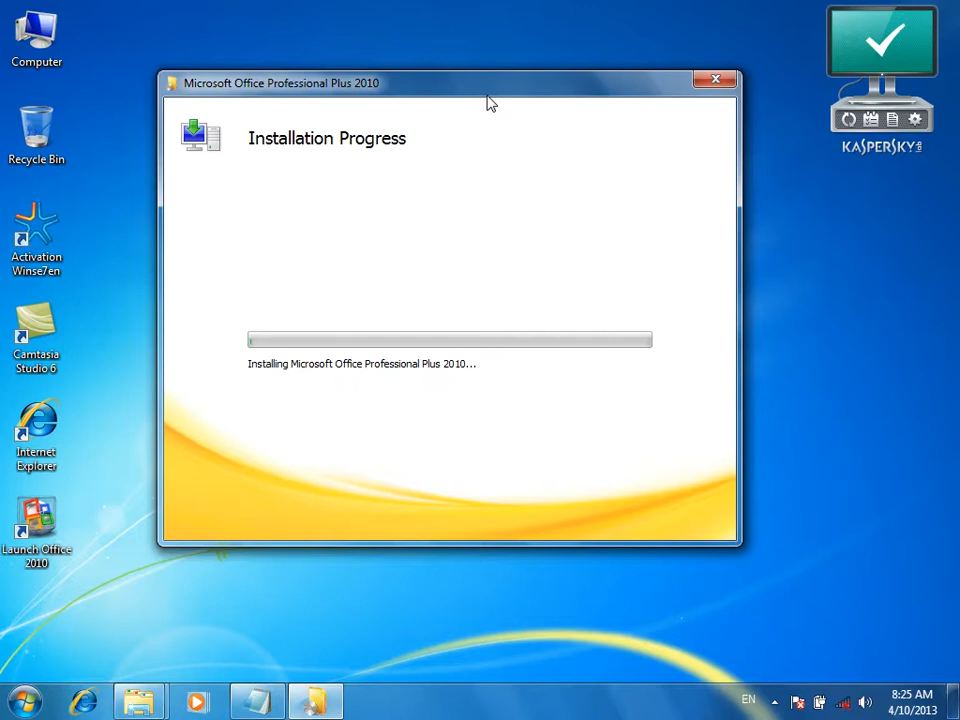 Computer
Recycle Bin
Activation
Winse7en
Camtasia
Studio 6
Internet
Explorer
Launch Office
2010
Microsoft Office Professional Plus 2010
Installation Progress
Installing Microsoft Office Professional Plus 2010...
KASPERSKY
EN
8:25 AM
4/10/2013